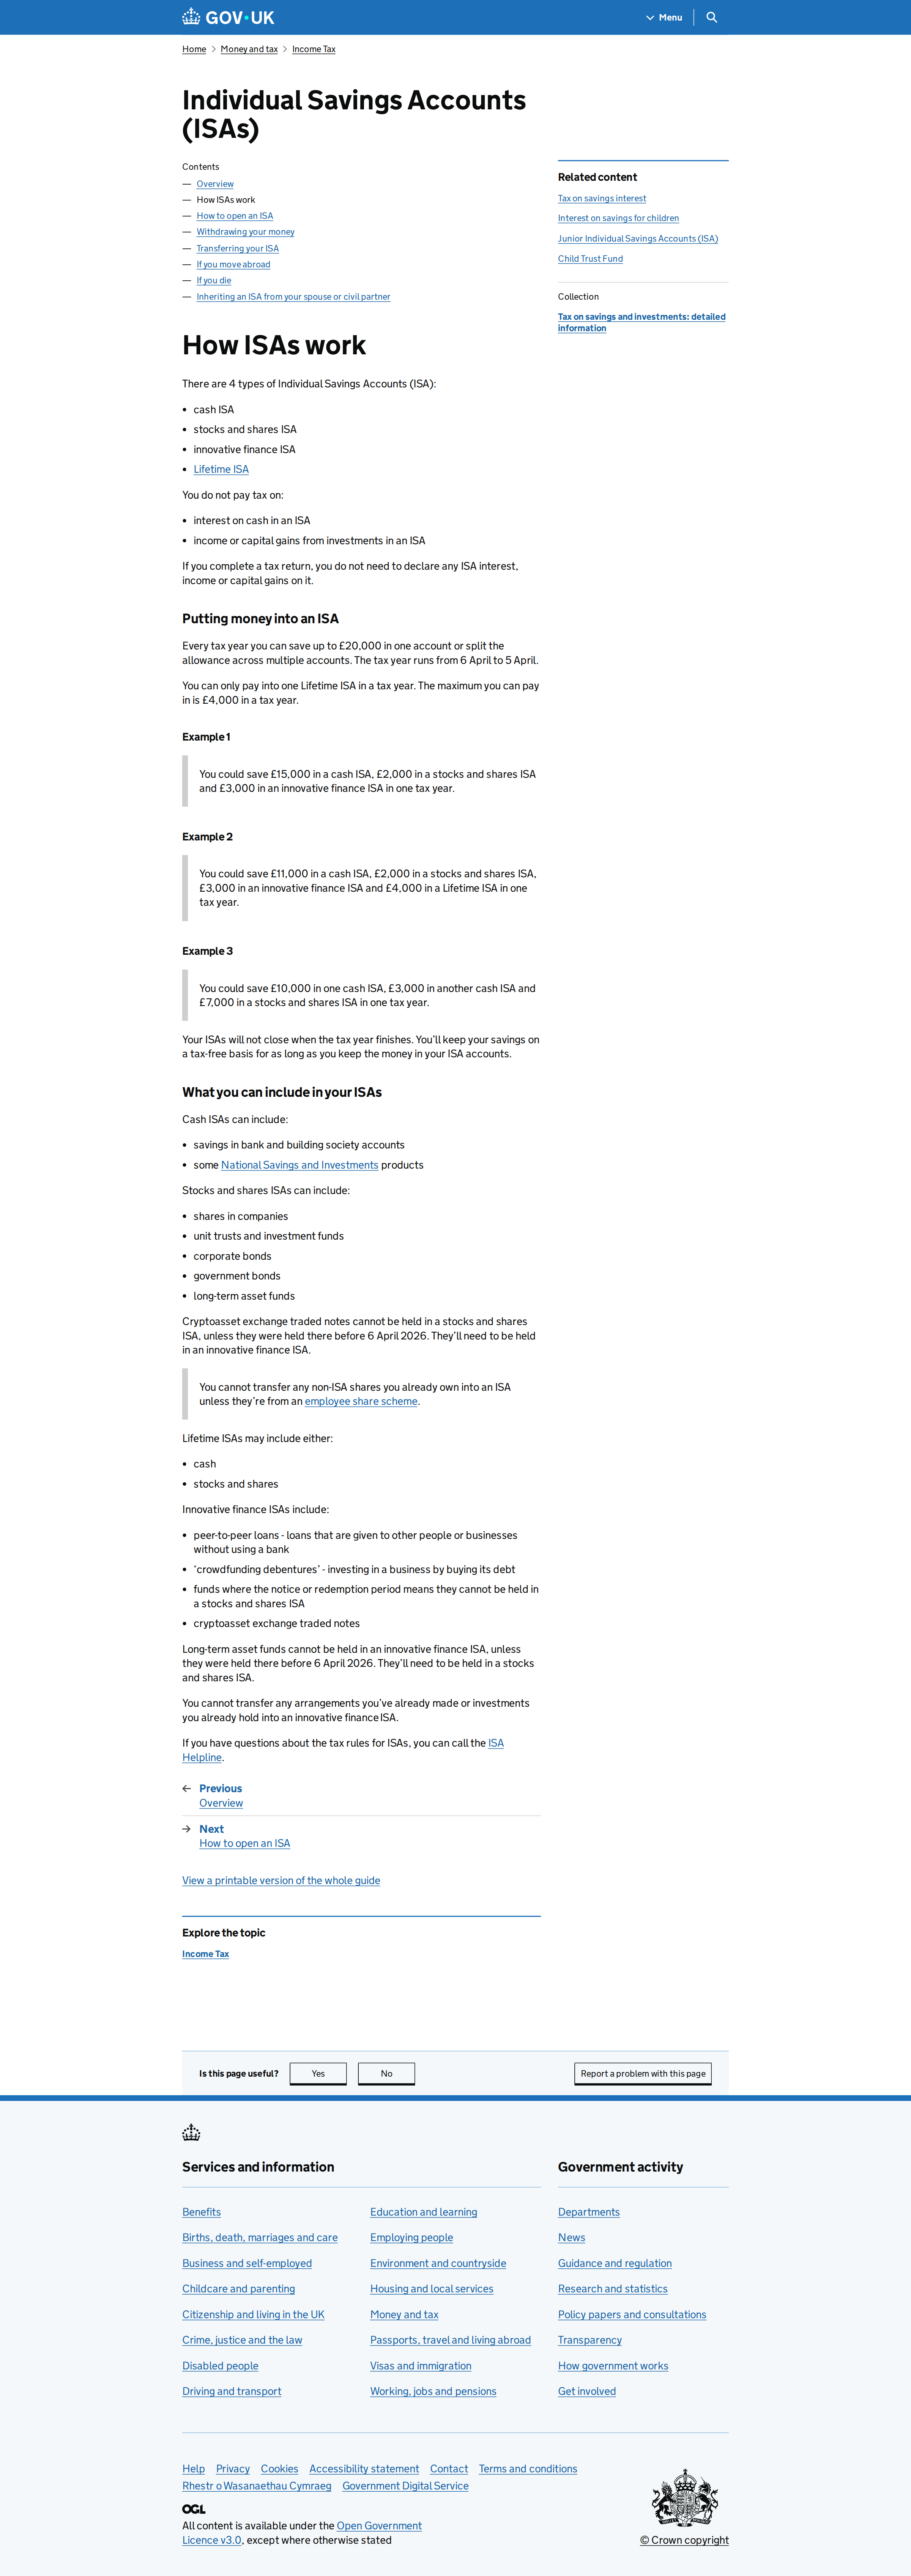 GOV·UK
Menu
Home
Money and tax
Income Tax
Individual Savings Accounts
(ISAs)
Contents
— Overview
— How ISAs work
— How to open an ISA
— Withdrawing your money
— Transferring your ISA
— If you move abroad
— If you die
— Inheriting an ISA from your spouse or civil partner
Related content
Tax on savings interest
Interest on savings for children
Junior Individual Savings Accounts (ISA)
Child Trust Fund
Collection
Tax on savings and investments: detailed
information
How ISAs work
There are 4 types of Individual Savings Accounts (ISA):
• cash ISA
• stocks and shares ISA
• innovative finance ISA
• Lifetime ISA
You do not pay tax on:
• interest on cash in an ISA
• income or capital gains from investments in an ISA
If you complete a tax return, you do not need to declare any ISA interest,
income or capital gains on it.
Putting money into an ISA
Every tax year you can save up to £20,000 in one account or split the
allowance across multiple accounts. The tax year runs from 6 April to 5 April.
You can only pay into one Lifetime ISA in a tax year. The maximum you can pay
in is £4,000 in a tax year.
Example 1
You could save £15,000 in a cash ISA, £2,000 in a stocks and shares ISA
and £3,000 in an innovative finance ISA in one tax year.
Example 2
You could save £11,000 in a cash ISA, £2,000 in a stocks and shares ISA,
£3,000 in an innovative finance ISA and £4,000 in a Lifetime ISA in one
tax year.
Example 3
You could save £10,000 in one cash ISA, £3,000 in another cash ISA and
£7,000 in a stocks and shares ISA in one tax year.
Your ISAs will not close when the tax year finishes. You’ll keep your savings on
a tax-free basis for as long as you keep the money in your ISA accounts.
What you can include in your ISAs
Cash ISAs can include:
• savings in bank and building society accounts
• some National Savings and Investments products
Stocks and shares ISAs can include:
• shares in companies
• unit trusts and investment funds
• corporate bonds
• government bonds
• long-term asset funds
Cryptoasset exchange traded notes cannot be held in a stocks and shares
ISA, unless they were held there before 6 April 2026. They’ll need to be held
in an innovative finance ISA.
You cannot transfer any non-ISA shares you already own into an ISA
unless they’re from an employee share scheme.
Lifetime ISAs may include either:
• cash
• stocks and shares
Innovative finance ISAs include:
• peer-to-peer loans - loans that are given to other people or businesses
without using a bank
• ‘crowdfunding debentures’ - investing in a business by buying its debt
• funds where the notice or redemption period means they cannot be held in
a stocks and shares ISA
• cryptoasset exchange traded notes
Long-term asset funds cannot be held in an innovative finance ISA, unless
they were held there before 6 April 2026. They’ll need to be held in a stocks
and shares ISA.
You cannot transfer any arrangements you’ve already made or investments
you already hold into an innovative finance ISA.
If you have questions about the tax rules for ISAs, you can call the ISA
Helpline.
Previous
Overview
Next
How to open an ISA
View a printable version of the whole guide
Explore the topic
Income Tax
Is this page useful?
Yes
No
Report a problem with this page
Services and information
Benefits
Births, death, marriages and care
Business and self-employed
Childcare and parenting
Citizenship and living in the UK
Crime, justice and the law
Disabled people
Driving and transport
Education and learning
Employing people
Environment and countryside
Housing and local services
Money and tax
Passports, travel and living abroad
Visas and immigration
Working, jobs and pensions
Government activity
Departments
News
Guidance and regulation
Research and statistics
Policy papers and consultations
Transparency
How government works
Get involved
Help
Privacy
Cookies
Accessibility statement
Contact
Terms and conditions
Rhestr o Wasanaethau Cymraeg
Government Digital Service
OGL
All content is available under the Open Government
Licence v3.0, except where otherwise stated
© Crown copyright